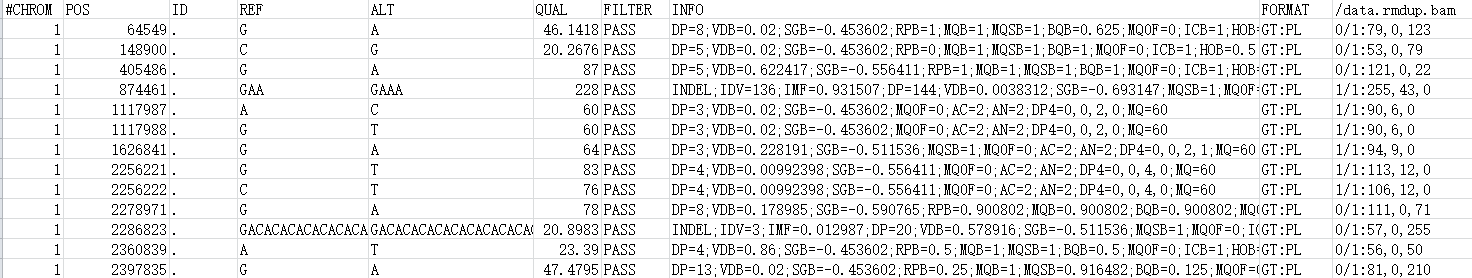 #CHROM POS ID REF ALT QUAL FILTER INFO FORMAT /data.rmdup.bam
1 64549 . G A 46.1418 PASS DP=8;VDB=0.02;SGB=-0.453602;RPB=1;MQB=1;MQSB=1;BQB=0.625;MQ0F=0;ICB=1;HOB= GT:PL 0/1:79,0,123
1 148900 . C G 20.2676 PASS DP=5;VDB=0.02;SGB=-0.453602;RPB=0;MQB=1;MQSB=1;BQB=1;MQ0F=0;ICB=1;HOB=0.5 GT:PL 0/1:53,0,79
1 405486 . G A 87 PASS DP=5;VDB=0.622417;SGB=-0.556411;RPB=1;MQB=1;MQSB=1;BQB=1;MQ0F=0;ICB=1;HOB= GT:PL 0/1:121,0,22
1 874461 . GAA GAAA 228 PASS INDEL;IDV=136;IMF=0.931507;DP=144;VDB=0.0038312;SGB=-0.693147;MQSB=1;MQ0F= GT:PL 1/1:255,43,0
1 1117987 . A C 60 PASS DP=3;VDB=0.02;SGB=-0.453602;MQ0F=0;AC=2;AN=2;DP4=0,0,2,0;MQ=60 GT:PL 1/1:90,6,0
1 1117988 . G T 60 PASS DP=3;VDB=0.02;SGB=-0.453602;MQ0F=0;AC=2;AN=2;DP4=0,0,2,0;MQ=60 GT:PL 1/1:90,6,0
1 1626841 . G A 64 PASS DP=3;VDB=0.228191;SGB=-0.511536;MQSB=1;MQ0F=0;AC=2;AN=2;DP4=0,0,2,1;MQ=60 GT:PL 1/1:94,9,0
1 2256221 . G T 83 PASS DP=4;VDB=0.00992398;SGB=-0.556411;MQ0F=0;AC=2;AN=2;DP4=0,0,4,0;MQ=60 GT:PL 1/1:113,12,0
1 2256222 . C T 76 PASS DP=4;VDB=0.00992398;SGB=-0.556411;MQ0F=0;AC=2;AN=2;DP4=0,0,4,0;MQ=60 GT:PL 1/1:106,12,0
1 2278971 . G A 78 PASS DP=8;VDB=0.178985;SGB=-0.590765;RPB=0.900802;MQB=0.900802;BQB=0.900802;MQ GT:PL 0/1:111,0,71
1 2286823 . GACACACACACACACA GACACACACACACACACACAC 20.8983 PASS INDEL;IDV=3;IMF=0.012987;DP=20;VDB=0.578916;SGB=-0.511536;MQSB=1;MQ0F=0;I GT:PL 0/1:57,0,255
1 2360839 . A T 23.39 PASS DP=4;VDB=0.86;SGB=-0.453602;RPB=0.5;MQB=1;MQSB=1;BQB=0.5;MQ0F=0;ICB=1;HOB= GT:PL 0/1:56,0,50
1 2397835 . G A 47.4795 PASS DP=13;VDB=0.02;SGB=-0.453602;RPB=0.25;MQB=1;MQSB=0.916482;BQB=0.125;MQ0F= GT:PL 0/1:81,0,210